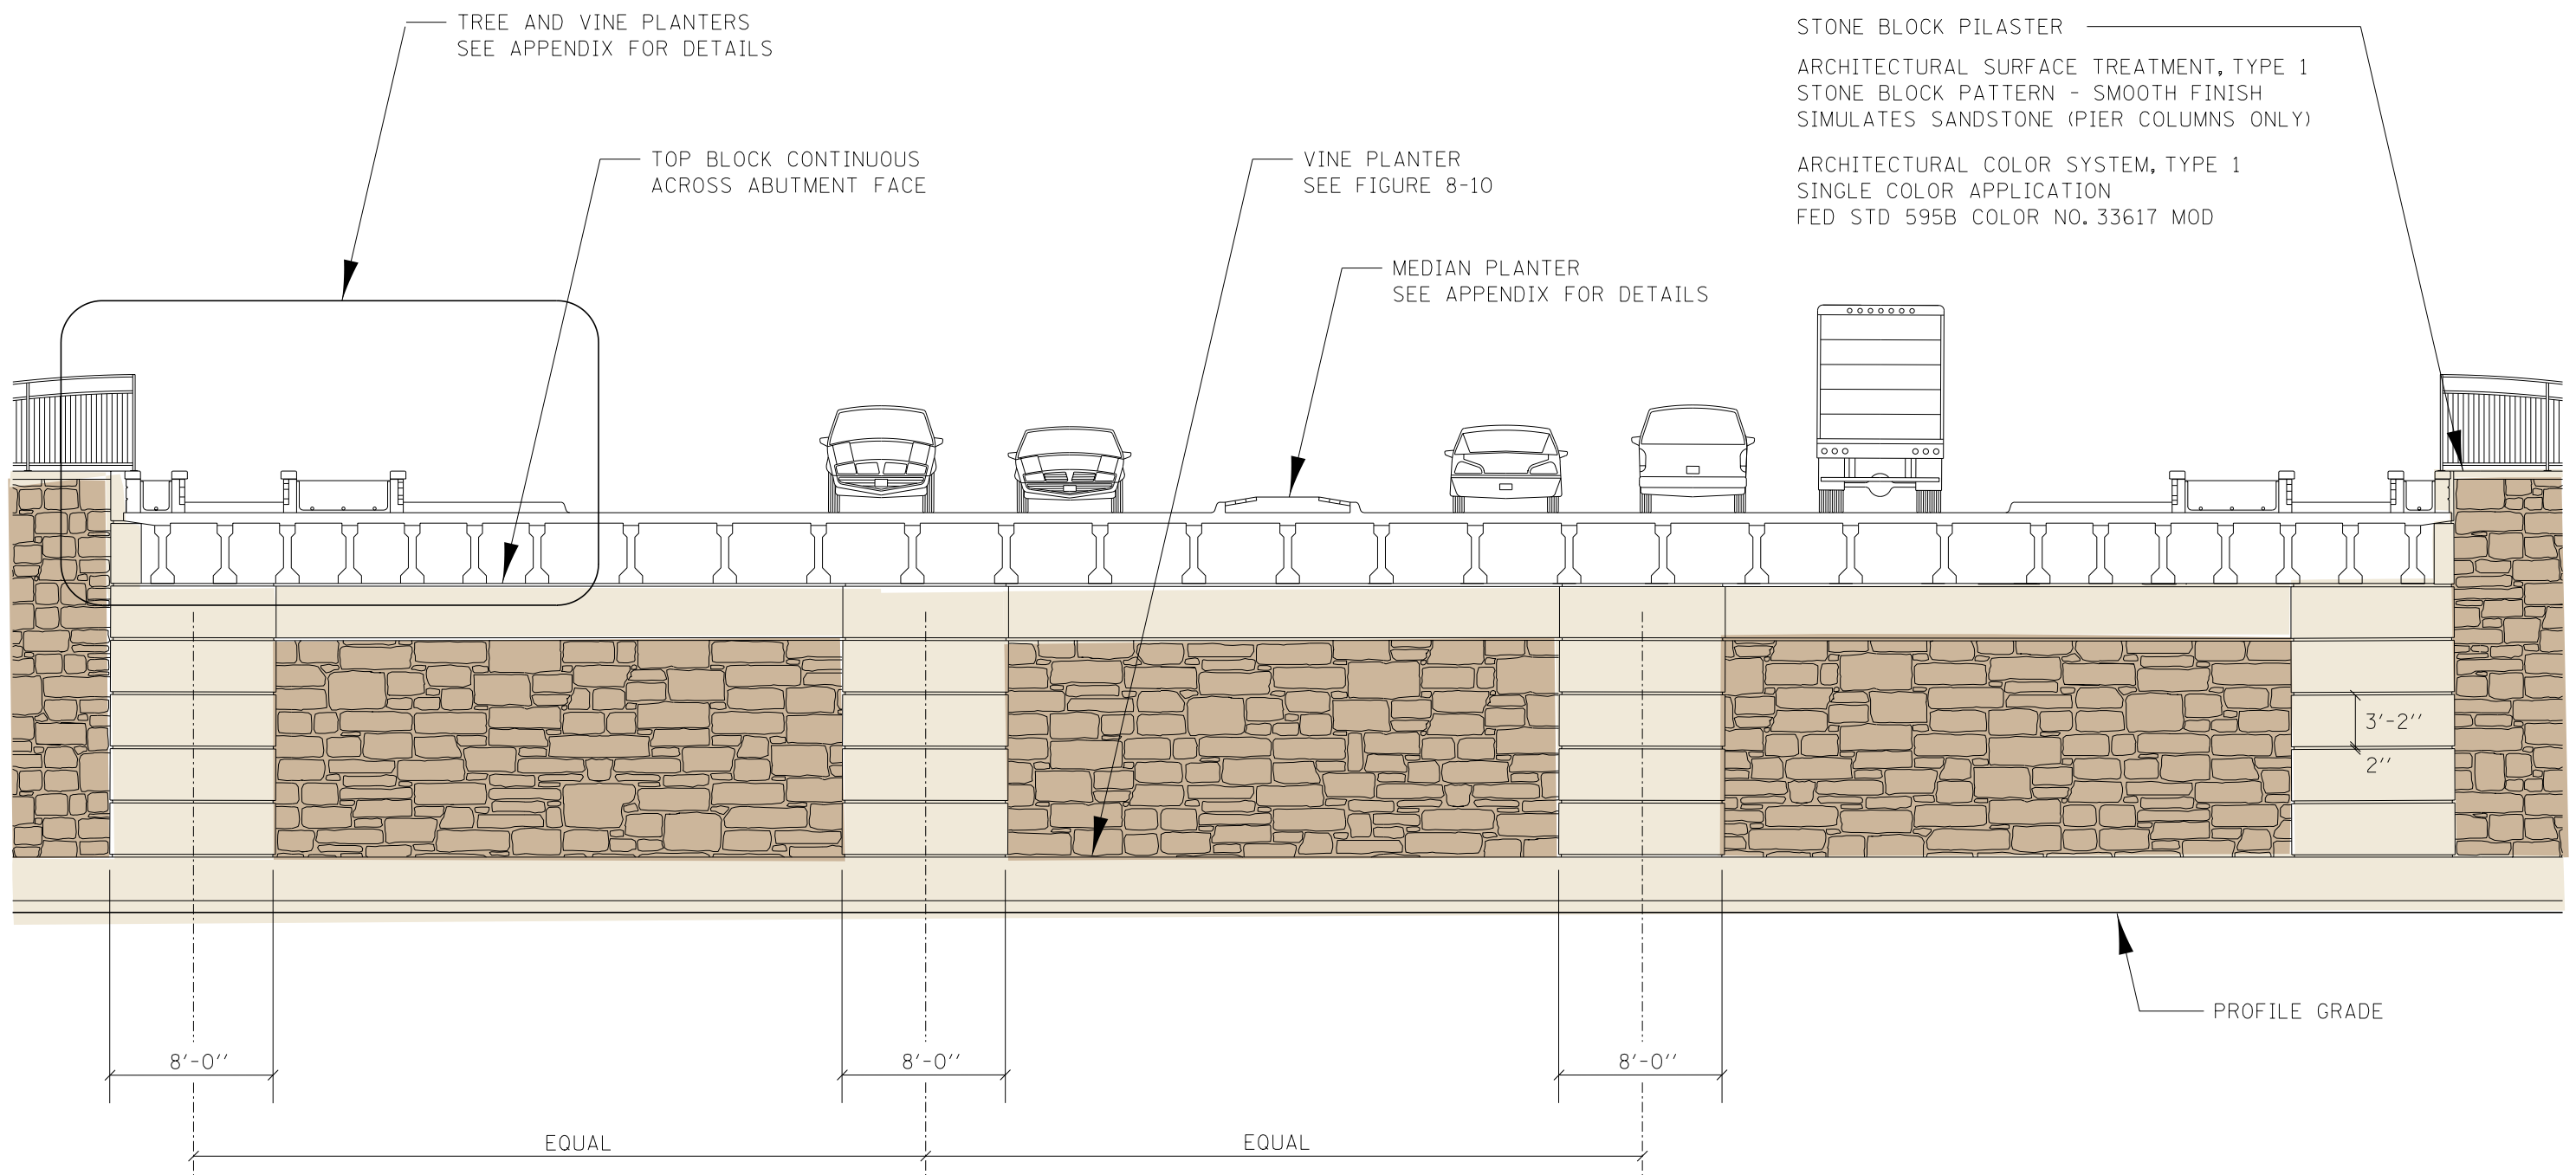 TREE AND VINE PLANTERS
SEE APPENDIX FOR DETAILS
STONE BLOCK PILASTER
ARCHITECTURAL SURFACE TREATMENT, TYPE 1
STONE BLOCK PATTERN - SMOOTH FINISH
SIMULATES SANDSTONE (PIER COLUMNS ONLY)
ARCHITECTURAL COLOR SYSTEM, TYPE 1
SINGLE COLOR APPLICATION
FED STD 595B COLOR NO. 33617 MOD
TOP BLOCK CONTINUOUS
ACROSS ABUTMENT FACE
VINE PLANTER
SEE FIGURE 8-10
MEDIAN PLANTER
SEE APPENDIX FOR DETAILS
3'-2''
2''
PROFILE GRADE
8'-0''
8'-0''
8'-0''
EQUAL
EQUAL